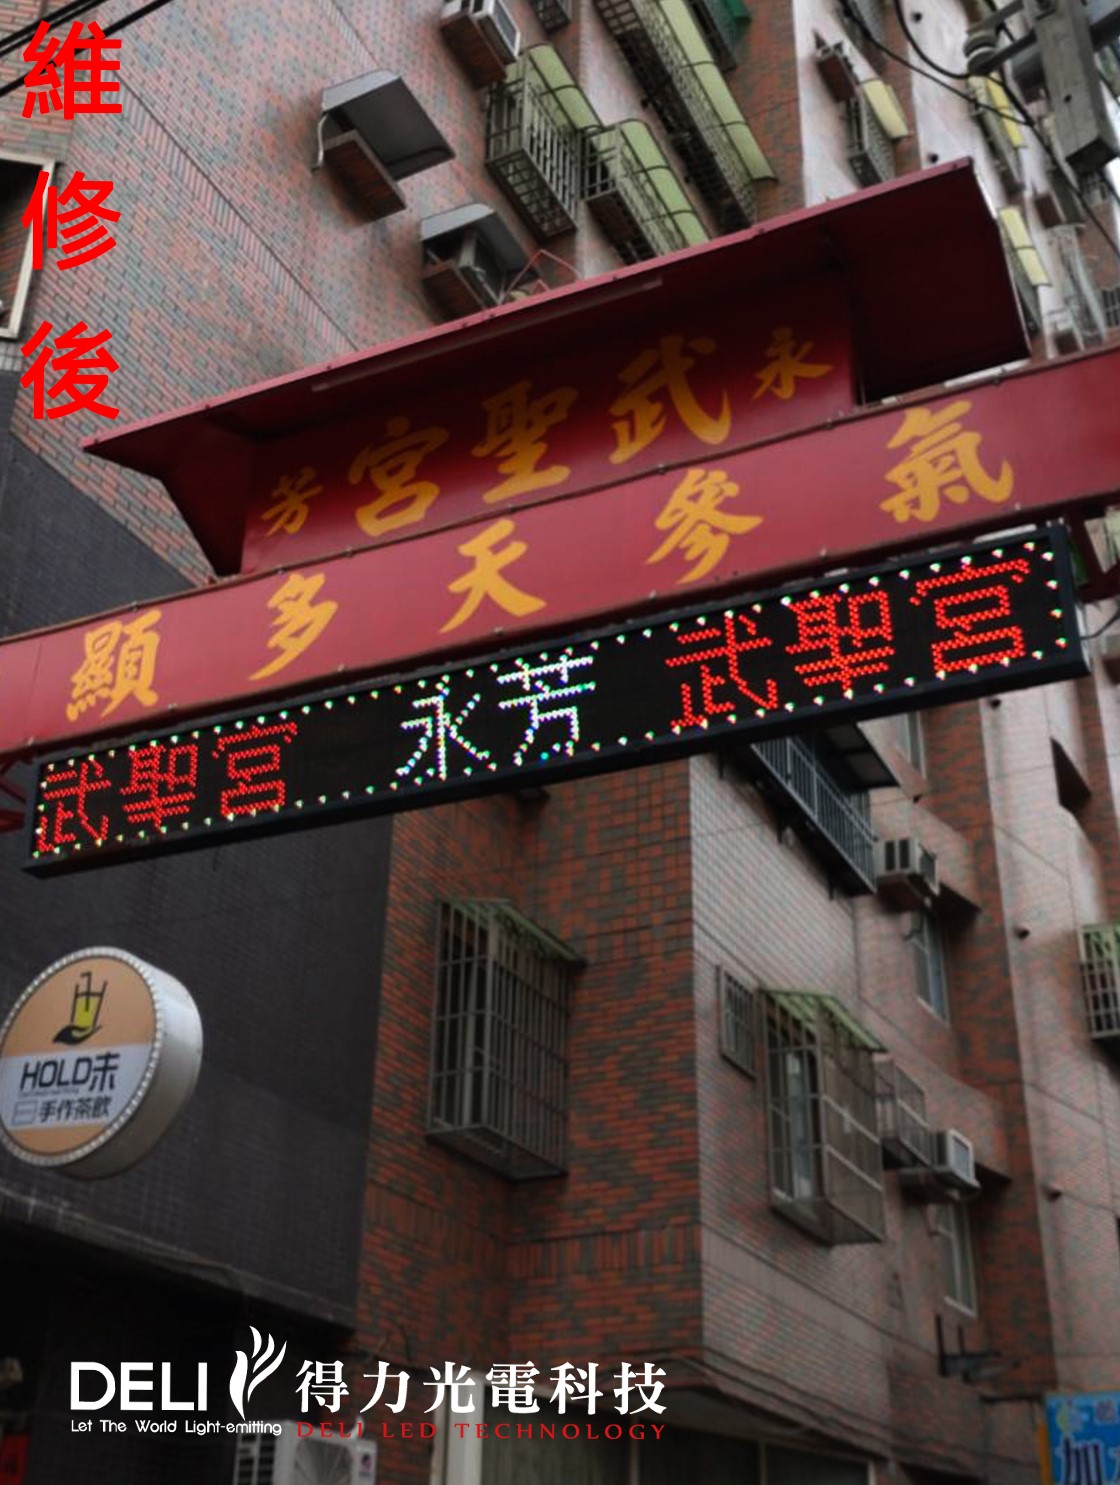 維修後
永武聖宮芳
氣參天多顯
武聖宮 永芳 武聖宮
HOLD未
手作茶飲
DELI 得力光電科技
Let The World Light-emitting DELI LED TECHNOLOGY
加